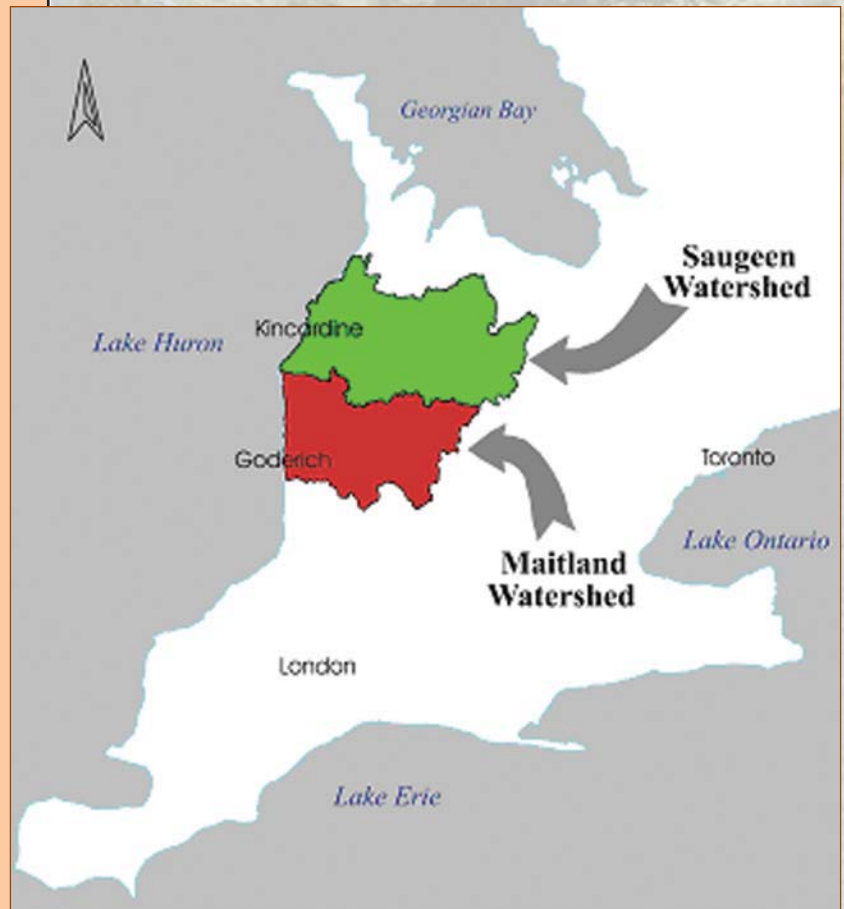 Georgian Bay
Saugeen
Watershed
Kincardine
Lake Huron
Goderich
Toronto
Lake Ontario
Maitland
Watershed
London
Lake Erie